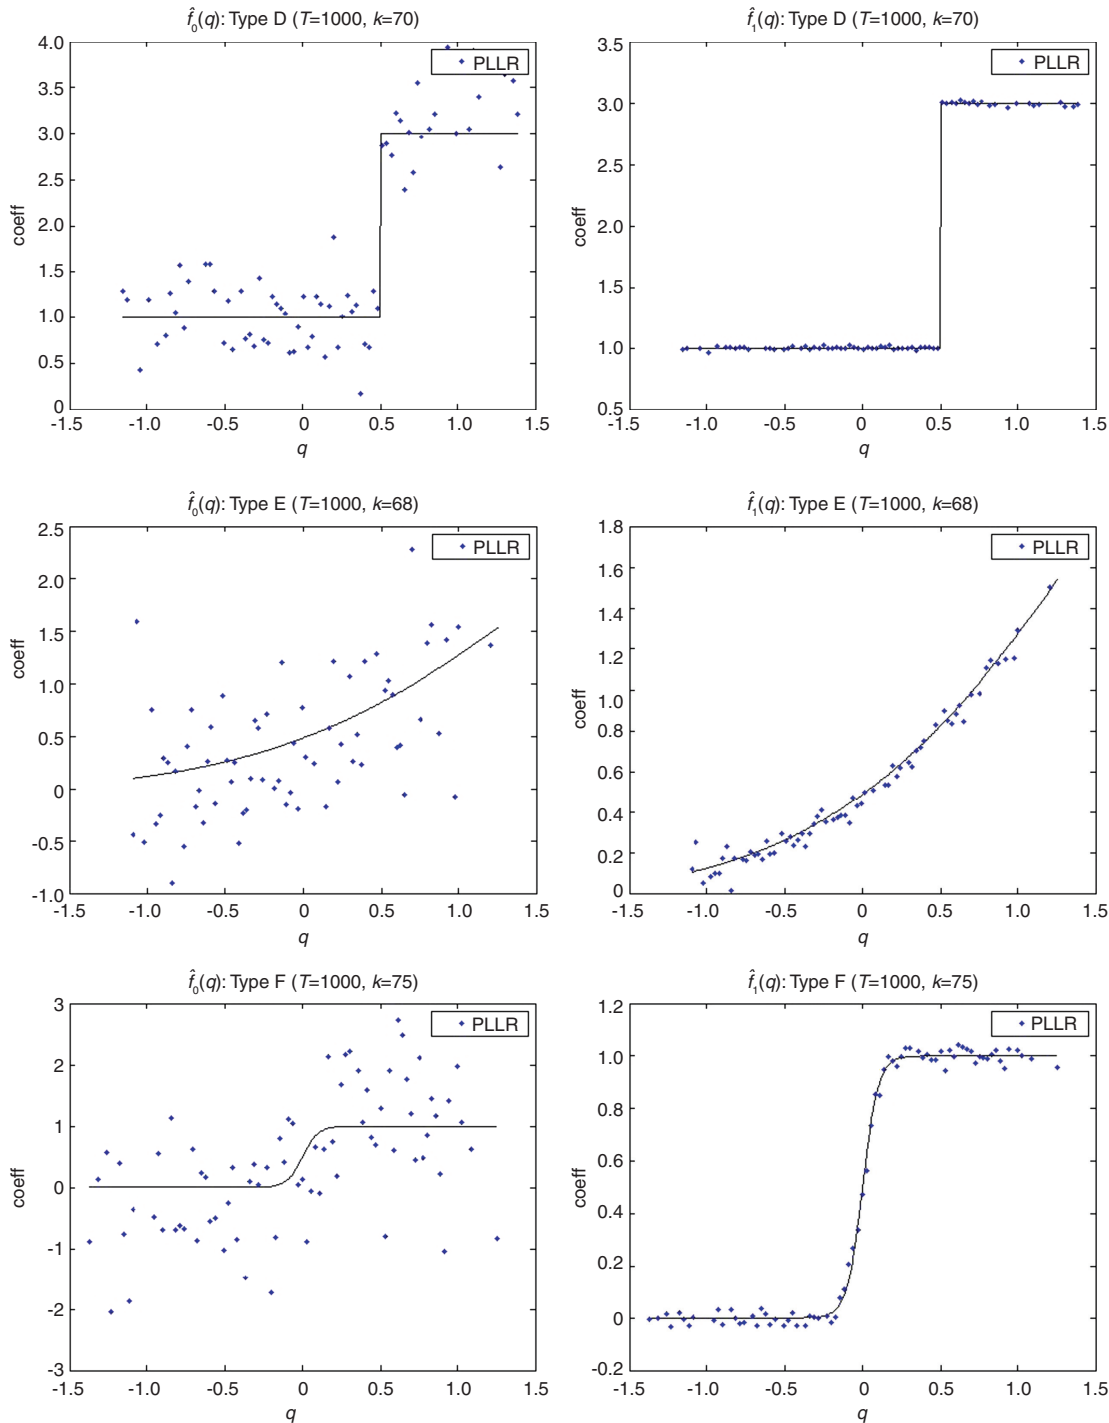 f̂₀(q): Type D (T=1000, k=70)
4.0
3.5
3.0
2.5
2.0
1.5
1.0
0.5
0
coeff
PLLR
-1.5 -1.0 -0.5 0 0.5 1.0 1.5
q
f̂₁(q): Type D (T=1000, k=70)
3.5
3.0
2.5
2.0
1.5
1.0
0.5
coeff
PLLR
-1.5 -1.0 -0.5 0 0.5 1.0 1.5
q
f̂₀(q): Type E (T=1000, k=68)
2.5
2.0
1.5
1.0
0.5
0
-0.5
-1.0
coeff
PLLR
-1.5 -1.0 -0.5 0 0.5 1.0 1.5
q
f̂₁(q): Type E (T=1000, k=68)
1.8
1.6
1.4
1.2
1.0
0.8
0.6
0.4
0.2
0
coeff
PLLR
-1.5 -1.0 -0.5 0 0.5 1.0 1.5
q
f̂₀(q): Type F (T=1000, k=75)
3
2
1
0
-1
-2
-3
coeff
PLLR
-1.5 -1.0 -0.5 0 0.5 1.0 1.5
q
f̂₁(q): Type F (T=1000, k=75)
1.2
1.0
0.8
0.6
0.4
0.2
0
-0.2
coeff
PLLR
-1.5 -1.0 -0.5 0 0.5 1.0 1.5
q